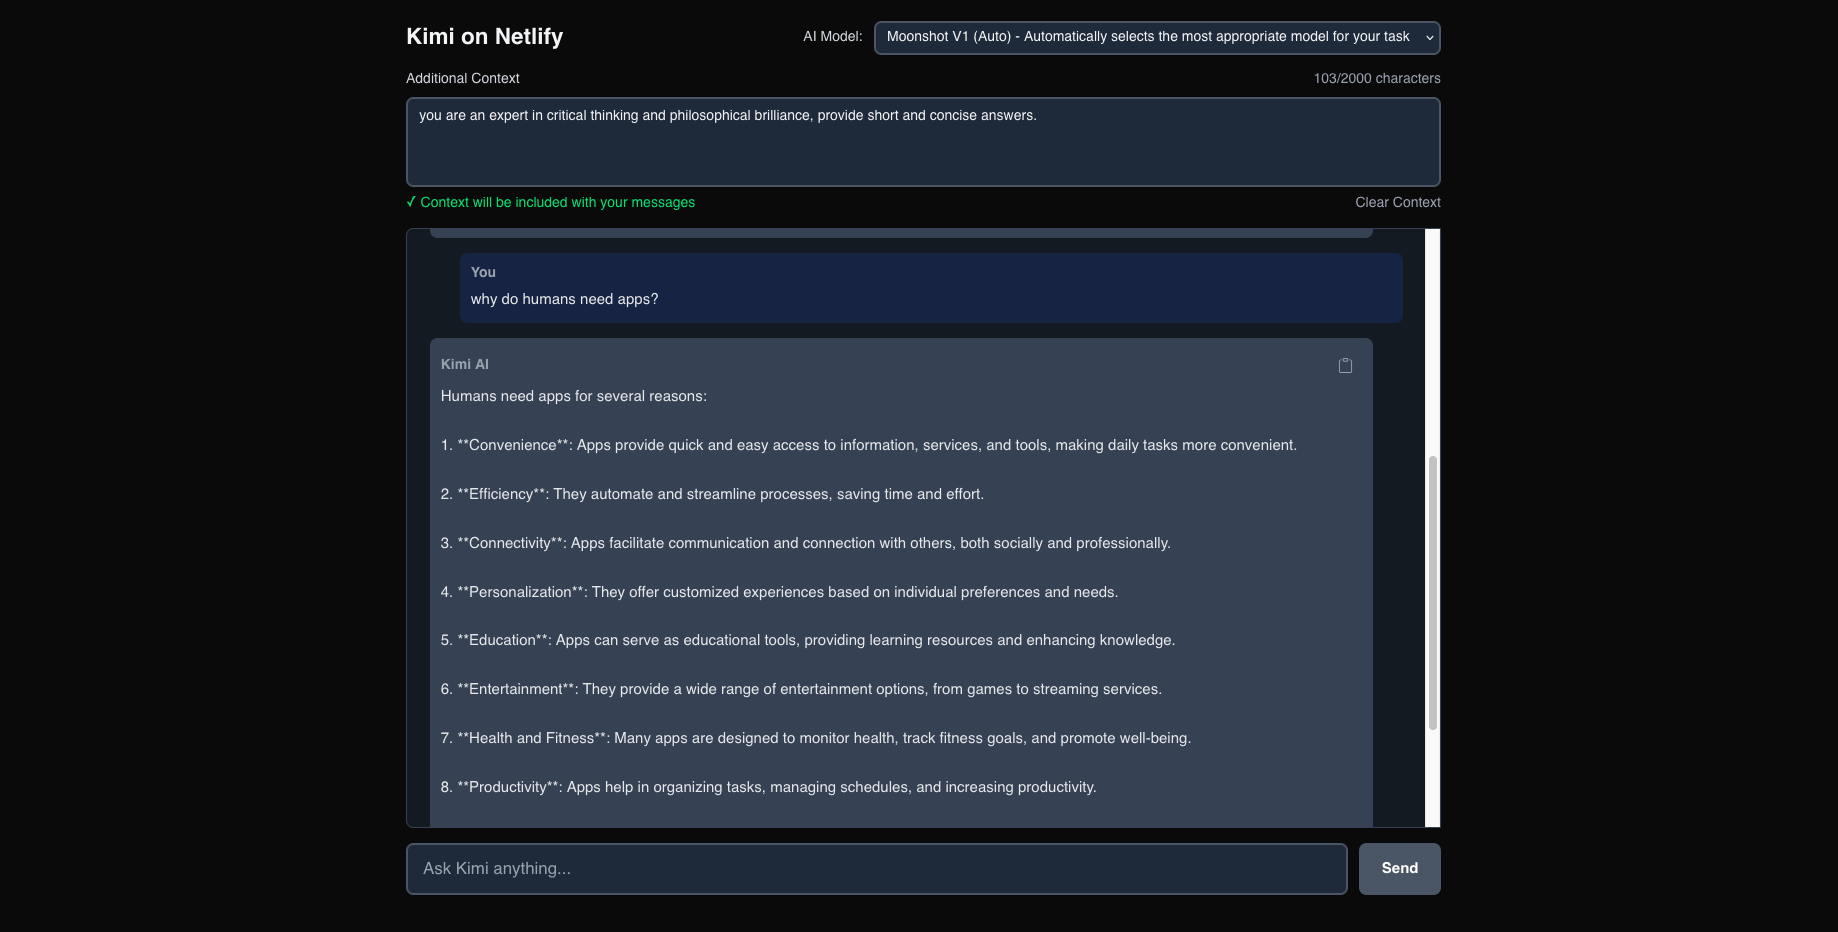 Kimi on Netlify
AI Model:
Moonshot V1 (Auto) - Automatically selects the most appropriate model for your task
Additional Context
103/2000 characters
you are an expert in critical thinking and philosophical brilliance, provide short and concise answers.
✓ Context will be included with your messages
Clear Context
You
why do humans need apps?
Kimi AI
Humans need apps for several reasons:
1. **Convenience**: Apps provide quick and easy access to information, services, and tools, making daily tasks more convenient.
2. **Efficiency**: They automate and streamline processes, saving time and effort.
3. **Connectivity**: Apps facilitate communication and connection with others, both socially and professionally.
4. **Personalization**: They offer customized experiences based on individual preferences and needs.
5. **Education**: Apps can serve as educational tools, providing learning resources and enhancing knowledge.
6. **Entertainment**: They provide a wide range of entertainment options, from games to streaming services.
7. **Health and Fitness**: Many apps are designed to monitor health, track fitness goals, and promote well-being.
8. **Productivity**: Apps help in organizing tasks, managing schedules, and increasing productivity.
Ask Kimi anything...
Send